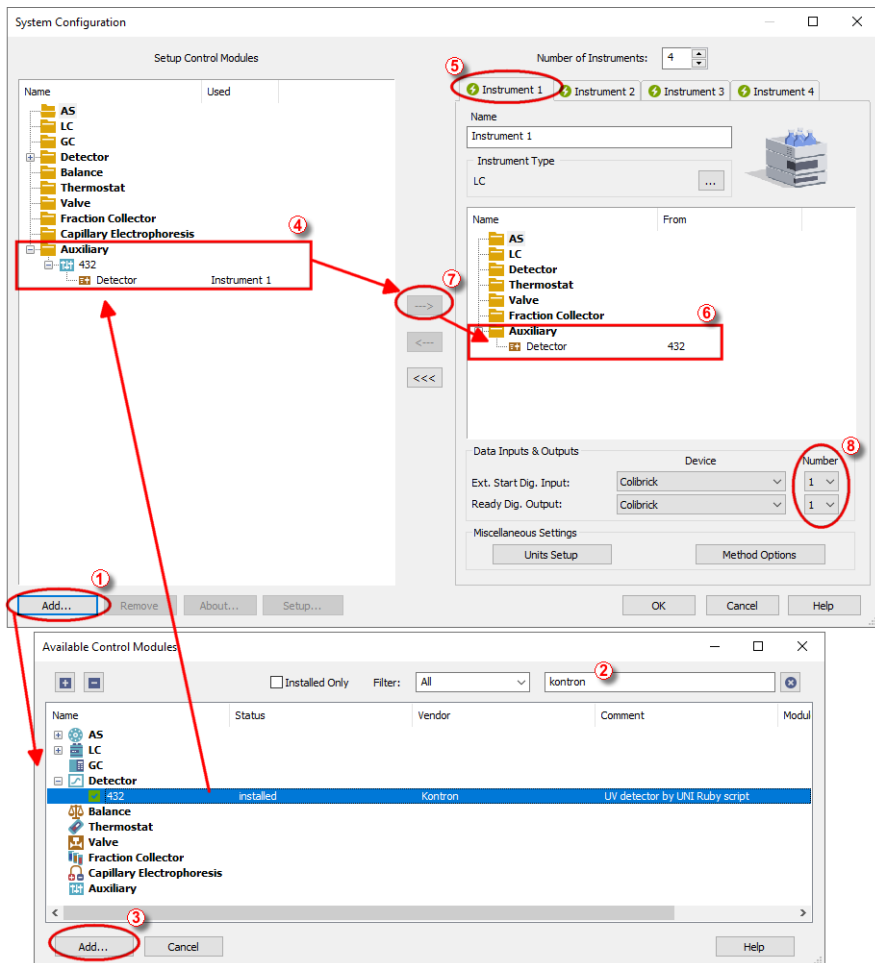 System Configuration
Setup Control Modules
Name Used
AS
LC
GC
Detector
Balance
Thermostat
Valve
Fraction Collector
Capillary Electrophoresis
④
Auxiliary
432
Detector Instrument 1
⑦
--->
<---
<<<
Number of Instruments: 4
⑤
Instrument 1 Instrument 2 Instrument 3 Instrument 4
Name
Instrument 1
Instrument Type
LC ...
Name From
AS
LC
Detector
Thermostat
Valve
Fraction Collector
⑥
Auxiliary
Detector 432
⑧
Data Inputs & Outputs
Device Number
Ext. Start Dig. Input: Colibrick 1
Ready Dig. Output: Colibrick 1
Miscellaneous Settings
Units Setup Method Options
①
Add... Remove About... Setup...
OK Cancel Help
Available Control Modules
②
Installed Only Filter: All kontron
Name Status Vendor Comment Modul
AS
LC
GC
Detector
432 installed Kontron UV detector by UNI Ruby script
Balance
Thermostat
Valve
Fraction Collector
Capillary Electrophoresis
Auxiliary
③
Add... Cancel Help